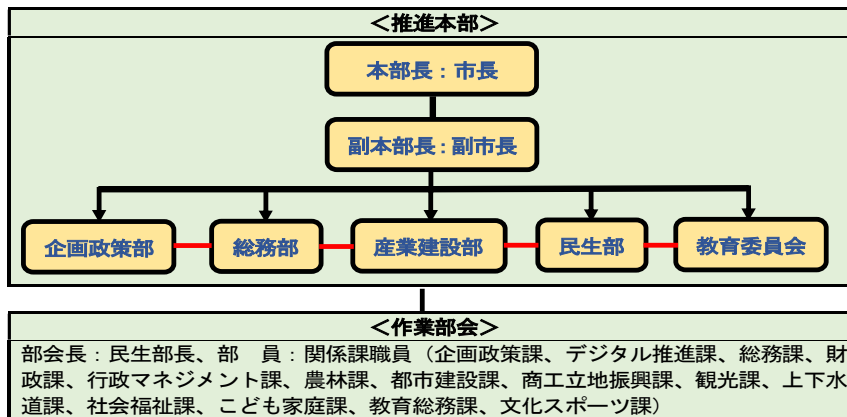 ＜推進本部＞
本部長：市長
副本部長：副市長
企画政策部 総務部 産業建設部 民生部 教育委員会
＜作業部会＞
部会長：民生部長、部　員：関係課職員（企画政策課、デジタル推進課、総務課、財
政課、行政マネジメント課、農林課、都市建設課、商工立地振興課、観光課、上下水
道課、社会福祉課、こども家庭課、教育総務課、文化スポーツ課）